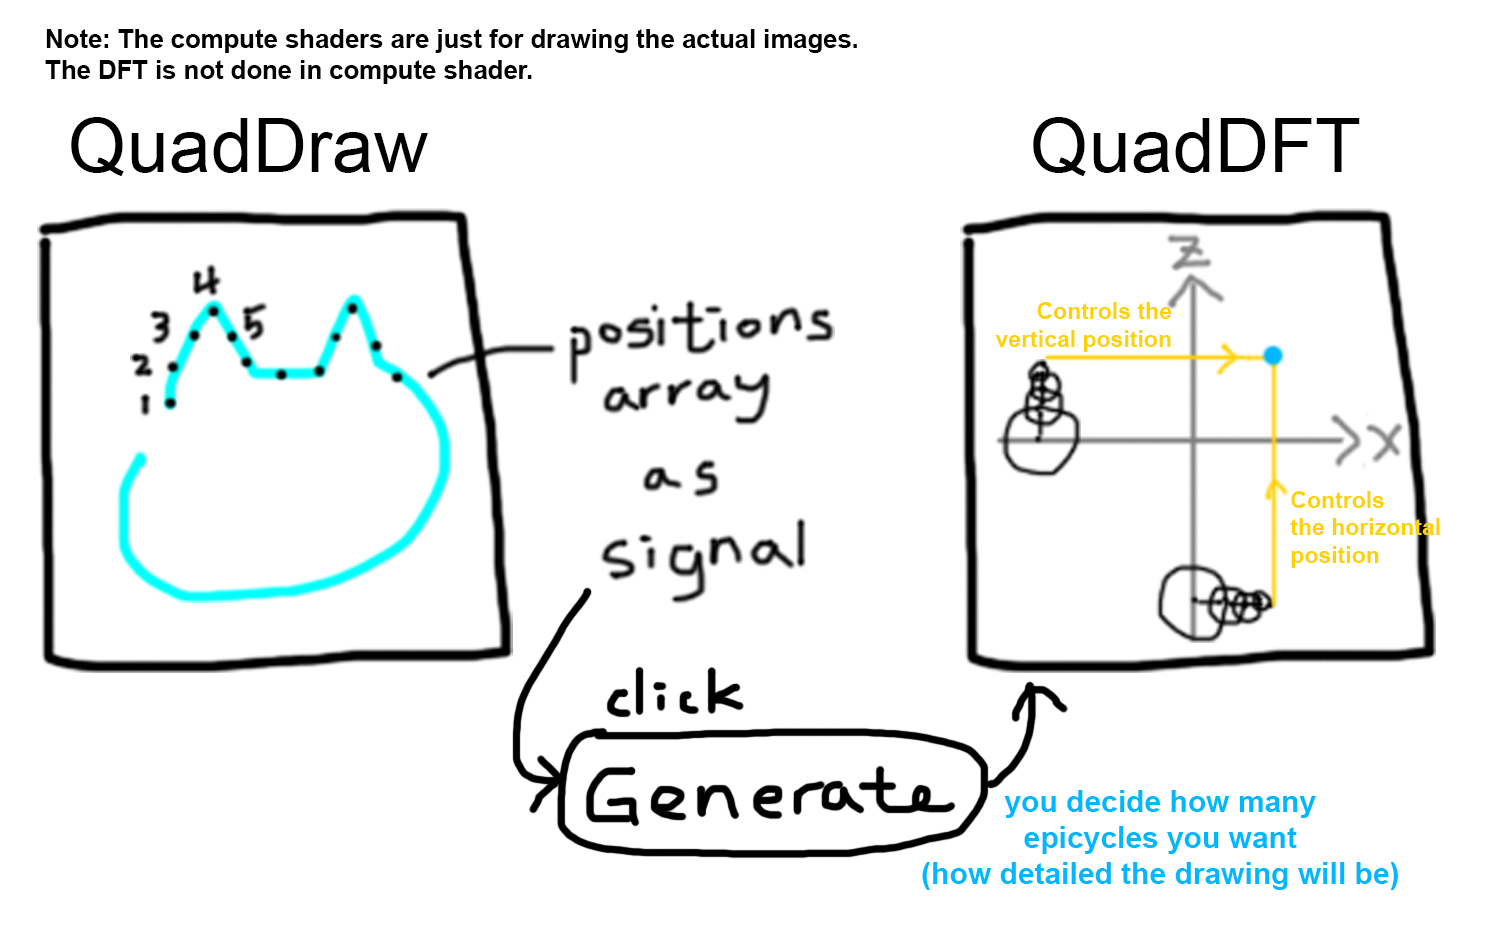 Note: The compute shaders are just for drawing the actual images.
The DFT is not done in compute shader.
QuadDraw
1
2
3
4
5
positions
array
as
signal
click
Generate
QuadDFT
Z
X
Controls the
vertical position
Controls
the horizontal
position
you decide how many
epicycles you want
(how detailed the drawing will be)